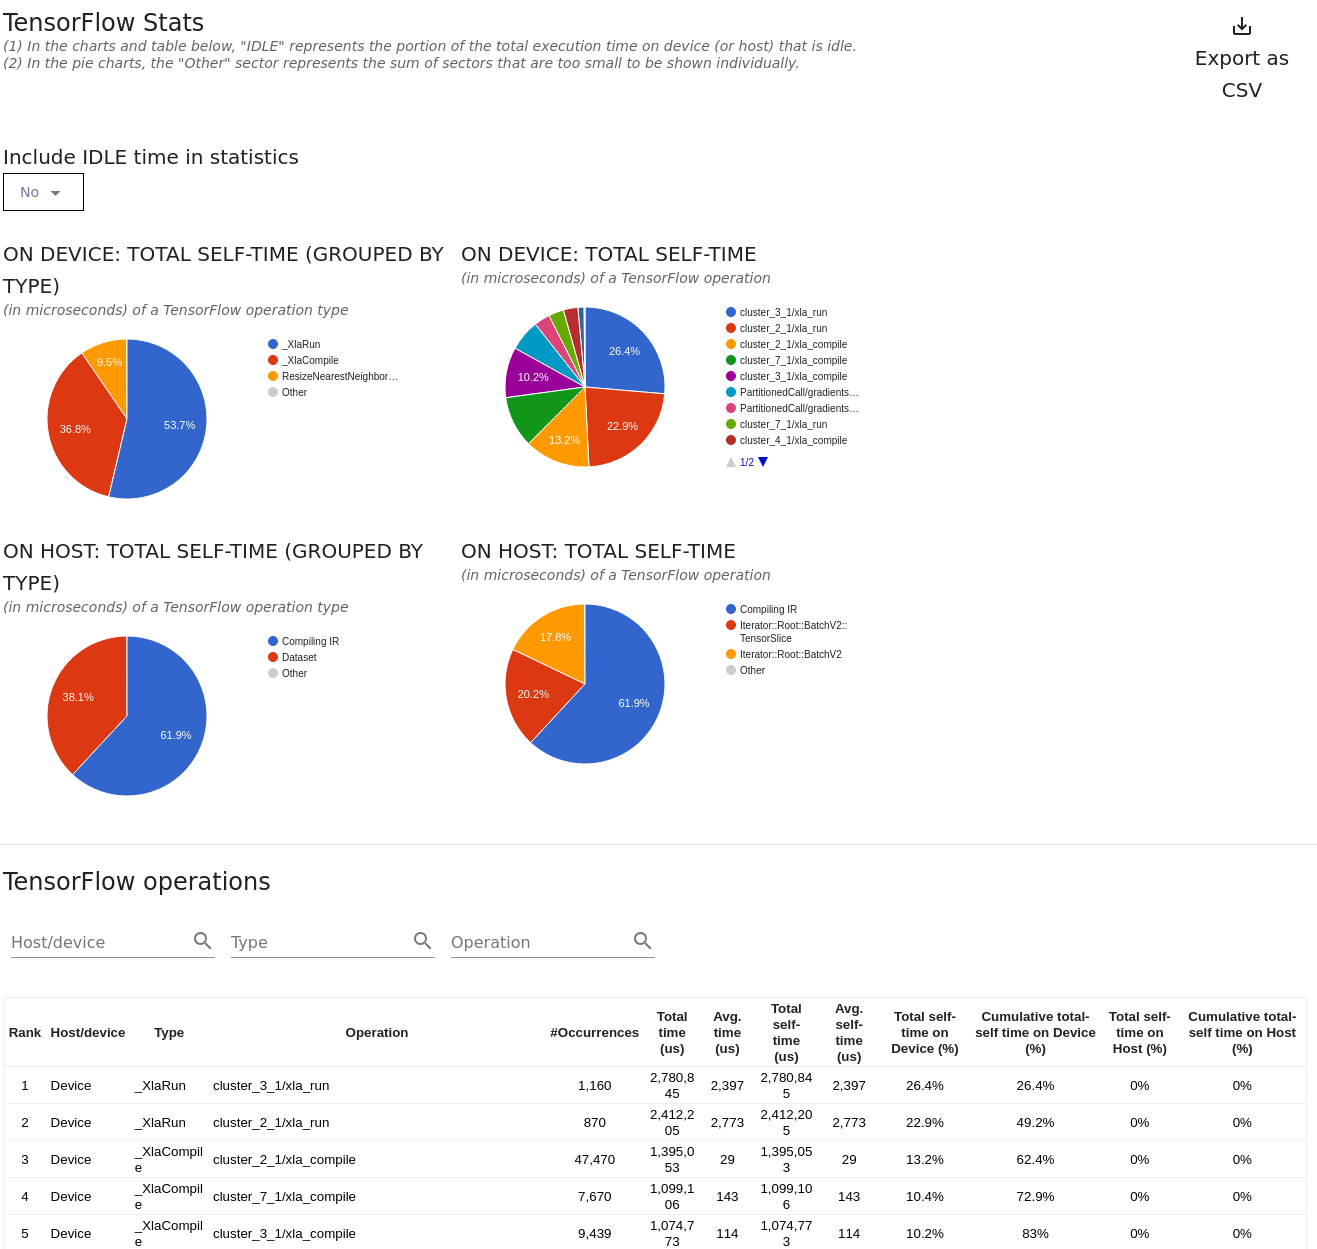 TensorFlow Stats
(1) In the charts and table below, "IDLE" represents the portion of the total execution time on device (or host) that is idle.
(2) In the pie charts, the "Other" sector represents the sum of sectors that are too small to be shown individually.
Export as
CSV
Include IDLE time in statistics
No
ON DEVICE: TOTAL SELF-TIME (GROUPED BY
TYPE)
(in microseconds) of a TensorFlow operation type
53.7%
36.8%
9.5%
_XlaRun
_XlaCompile
ResizeNearestNeighbor…
Other
ON DEVICE: TOTAL SELF-TIME
(in microseconds) of a TensorFlow operation
26.4%
22.9%
13.2%
10.2%
cluster_3_1/xla_run
cluster_2_1/xla_run
cluster_2_1/xla_compile
cluster_7_1/xla_compile
cluster_3_1/xla_compile
PartitionedCall/gradients…
PartitionedCall/gradients…
cluster_7_1/xla_run
cluster_4_1/xla_compile
1/2
ON HOST: TOTAL SELF-TIME (GROUPED BY
TYPE)
(in microseconds) of a TensorFlow operation type
38.1%
61.9%
Compiling IR
Dataset
Other
ON HOST: TOTAL SELF-TIME
(in microseconds) of a TensorFlow operation
17.8%
20.2%
61.9%
Compiling IR
Iterator::Root::BatchV2::
TensorSlice
Iterator::Root::BatchV2
Other
TensorFlow operations
Host/device
Type
Operation
Rank Host/device Type Operation #Occurrences Total time (us) Avg. time (us) Total self-time (us) Avg. self-time (us) Total self-time on Device (%) Cumulative total-self time on Device (%) Total self-time on Host (%) Cumulative total-self time on Host (%)
1 Device _XlaRun cluster_3_1/xla_run 1,160 2,780,845 2,397 2,780,845 2,397 26.4% 26.4% 0% 0%
2 Device _XlaRun cluster_2_1/xla_run 870 2,412,205 2,773 2,412,205 2,773 22.9% 49.2% 0% 0%
3 Device _XlaCompile cluster_2_1/xla_compile 47,470 1,395,053 29 1,395,053 29 13.2% 62.4% 0% 0%
4 Device _XlaCompile cluster_7_1/xla_compile 7,670 1,099,106 143 1,099,106 143 10.4% 72.9% 0% 0%
5 Device _XlaCompile cluster_3_1/xla_compile 9,439 1,074,773 114 1,074,773 114 10.2% 83% 0% 0%